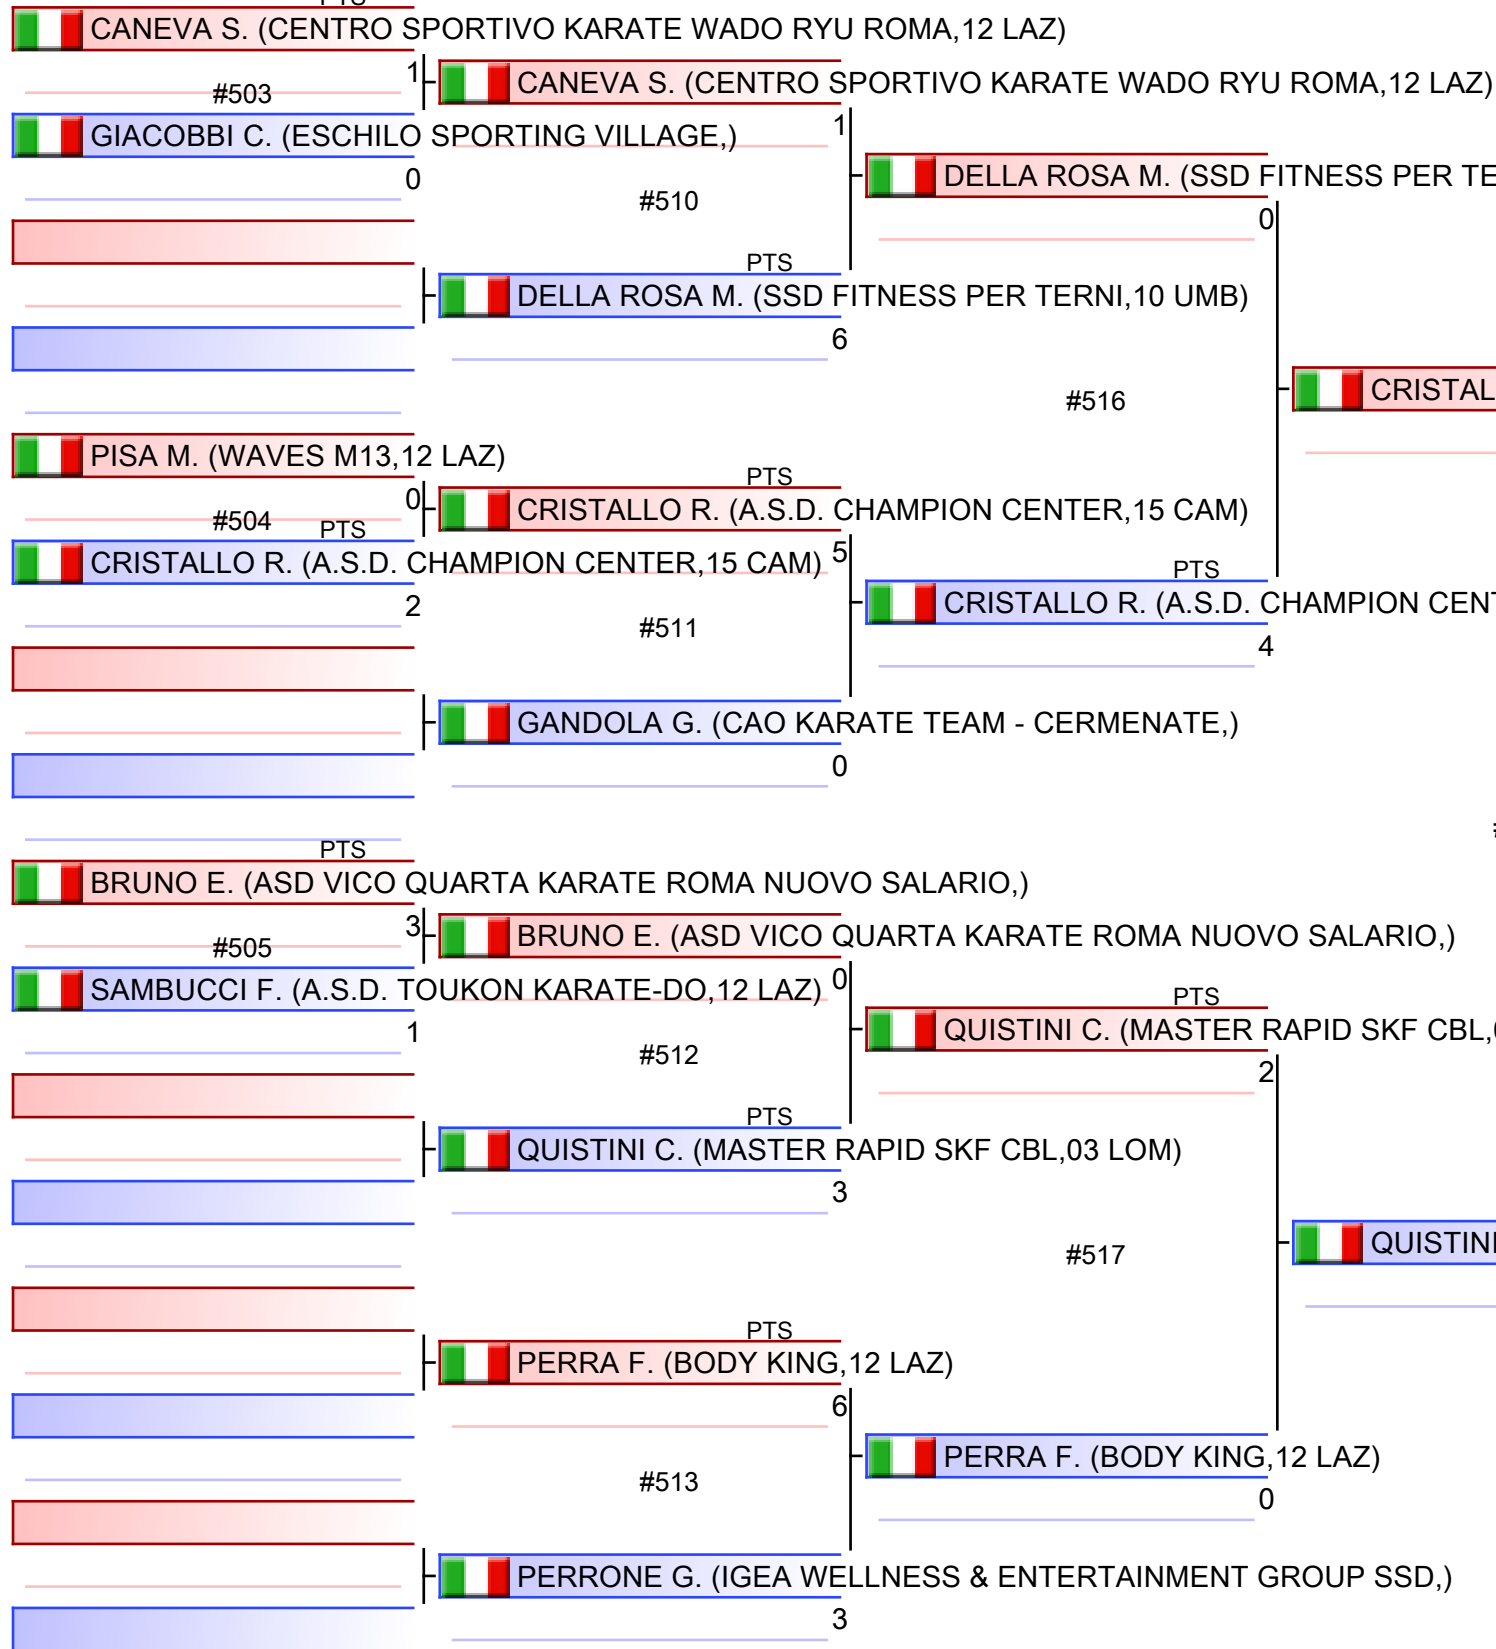 PTS
CANEVA S. (CENTRO SPORTIVO KARATE WADO RYU ROMA,12 LAZ)
1
#503
GIACOBBI C. (ESCHILO SPORTING VILLAGE,)
0
PISA M. (WAVES M13,12 LAZ)
0
#504
PTS
CRISTALLO R. (A.S.D. CHAMPION CENTER,15 CAM)
2
PTS
BRUNO E. (ASD VICO QUARTA KARATE ROMA NUOVO SALARIO,)
3
#505
SAMBUCCI F. (A.S.D. TOUKON KARATE-DO,12 LAZ)
1
CANEVA S. (CENTRO SPORTIVO KARATE WADO RYU ROMA,12 LAZ)
1
#510
PTS
DELLA ROSA M. (SSD FITNESS PER TERNI,10 UMB)
6
PTS
CRISTALLO R. (A.S.D. CHAMPION CENTER,15 CAM)
5
#511
GANDOLA G. (CAO KARATE TEAM - CERMENATE,)
0
BRUNO E. (ASD VICO QUARTA KARATE ROMA NUOVO SALARIO,)
0
#512
PTS
QUISTINI C. (MASTER RAPID SKF CBL,03 LOM)
3
PTS
PERRA F. (BODY KING,12 LAZ)
6
#513
PERRONE G. (IGEA WELLNESS & ENTERTAINMENT GROUP SSD,)
3
DELLA ROSA M. (SSD FITNESS PER TE
0
#516
PTS
CRISTALLO R. (A.S.D. CHAMPION CEN
4
PTS
QUISTINI C. (MASTER RAPID SKF CBL,
2
#517
PERRA F. (BODY KING,12 LAZ)
0
CRISTAL
QUISTINI